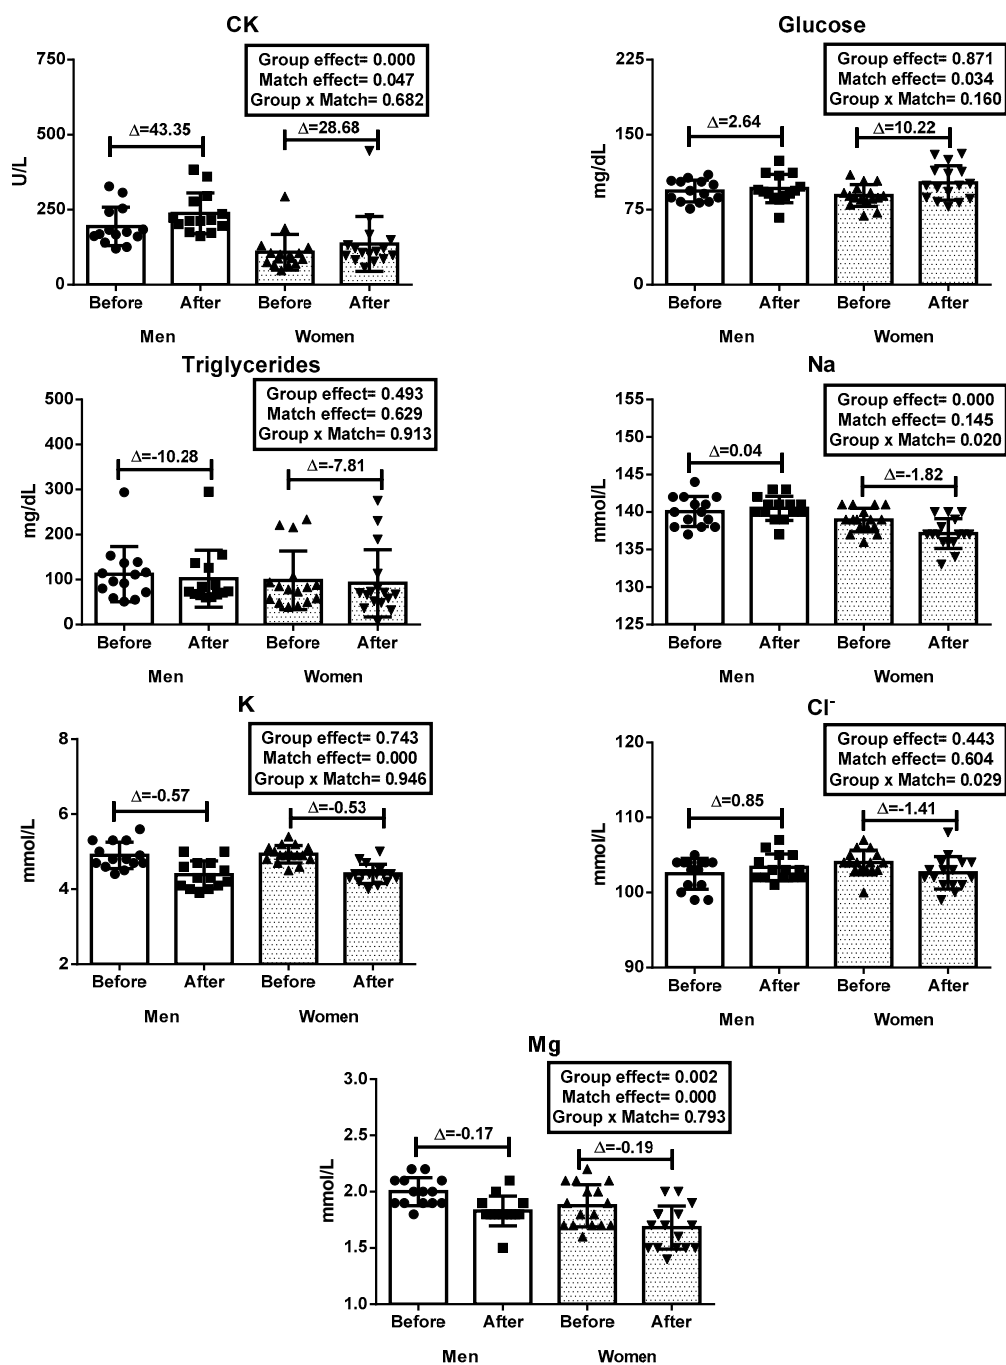 CK
Group effect= 0.000
Match effect= 0.047
Group x Match= 0.682
Δ=43.35
Δ=28.68
U/L
750
500
250
0
Before After Before After
Men Women
Glucose
Group effect= 0.871
Match effect= 0.034
Group x Match= 0.160
Δ=2.64
Δ=10.22
mg/dL
225
150
75
0
Before After Before After
Men Women
Triglycerides
Group effect= 0.493
Match effect= 0.629
Group x Match= 0.913
Δ=-10.28
Δ=-7.81
mg/dL
500
400
300
200
100
0
Before After Before After
Men Women
Na
Group effect= 0.000
Match effect= 0.145
Group x Match= 0.020
Δ=0.04
Δ=-1.82
mmol/L
155
150
145
140
135
130
125
Before After Before After
Men Women
K
Group effect= 0.743
Match effect= 0.000
Group x Match= 0.946
Δ=-0.57
Δ=-0.53
mmol/L
8
6
4
2
Before After Before After
Men Women
Cl⁻
Group effect= 0.443
Match effect= 0.604
Group x Match= 0.029
Δ=0.85
Δ=-1.41
mmol/L
120
110
100
90
Before After Before After
Men Women
Mg
Group effect= 0.002
Match effect= 0.000
Group x Match= 0.793
Δ=-0.17
Δ=-0.19
mmol/L
3.0
2.5
2.0
1.5
1.0
Before After Before After
Men Women